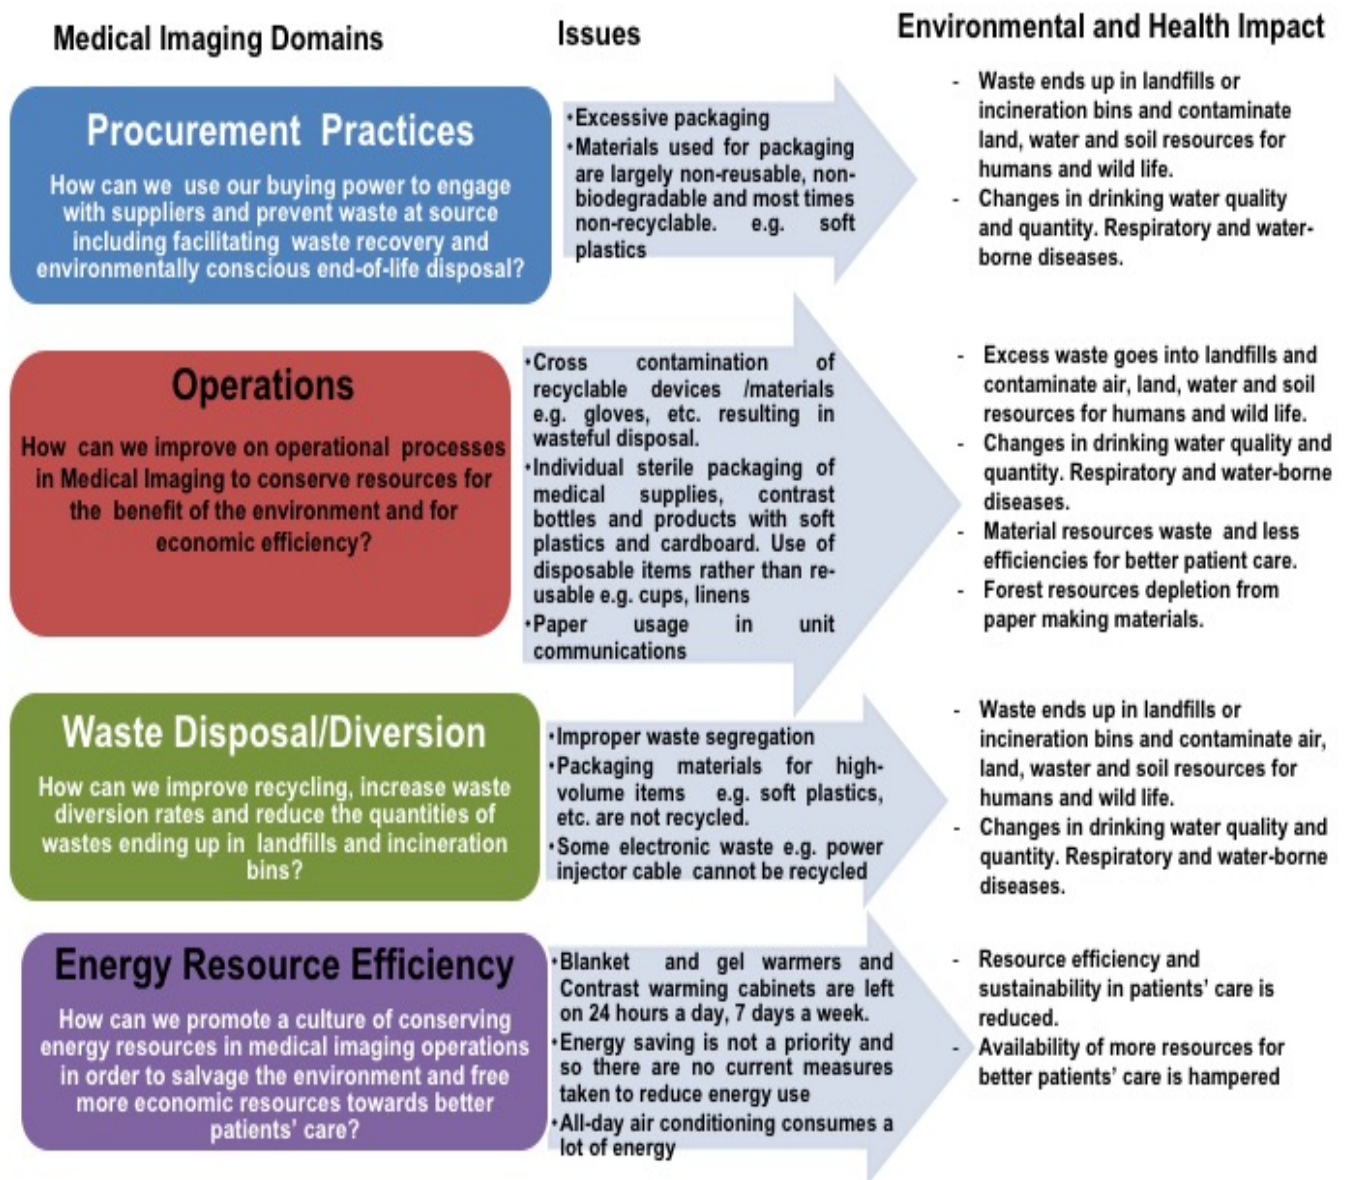 Medical Imaging Domains
Issues
Environmental and Health Impact
Procurement Practices
How can we use our buying power to engage
with suppliers and prevent waste at source
including facilitating waste recovery and
environmentally conscious end-of-life disposal?
•Excessive packaging
•Materials used for packaging
are largely non-reusable, non-
biodegradable and most times
non-recyclable. e.g. soft
plastics
- Waste ends up in landfills or
incineration bins and contaminate
land, water and soil resources for
humans and wild life.
- Changes in drinking water quality
and quantity. Respiratory and water-
borne diseases.
Operations
How can we improve on operational processes
in Medical Imaging to conserve resources for
the benefit of the environment and for
economic efficiency?
•Cross contamination of
recyclable devices /materials
e.g. gloves, etc. resulting in
wasteful disposal.
•Individual sterile packaging of
medical supplies, contrast
bottles and products with soft
plastics and cardboard. Use of
disposable items rather than re-
usable e.g. cups, linens
•Paper usage in unit
communications
- Excess waste goes into landfills and
contaminate air, land, water and soil
resources for humans and wild life.
- Changes in drinking water quality and
quantity. Respiratory and water-borne
diseases.
- Material resources waste and less
efficiencies for better patient care.
- Forest resources depletion from
paper making materials.
Waste Disposal/Diversion
How can we improve recycling, increase waste
diversion rates and reduce the quantities of
wastes ending up in landfills and incineration
bins?
•Improper waste segregation
•Packaging materials for high-
volume items e.g. soft plastics,
etc. are not recycled.
•Some electronic waste e.g. power
injector cable cannot be recycled
- Waste ends up in landfills or
incineration bins and contaminate air,
land, waster and soil resources for
humans and wild life.
- Changes in drinking water quality and
quantity. Respiratory and water-borne
diseases.
Energy Resource Efficiency
How can we promote a culture of conserving
energy resources in medical imaging operations
in order to salvage the environment and free
more economic resources towards better
patients' care?
•Blanket and gel warmers and
Contrast warming cabinets are left
on 24 hours a day, 7 days a week.
•Energy saving is not a priority and
so there are no current measures
taken to reduce energy use
•All-day air conditioning consumes a
lot of energy
- Resource efficiency and
sustainability in patients' care is
reduced.
- Availability of more resources for
better patients' care is hampered